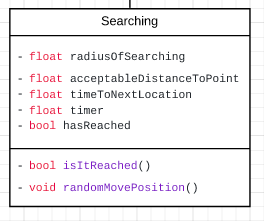 Searching
- float radiusOfSearching
- float acceptableDistanceToPoint
- float timeToNextLocation
- float timer
- bool hasReached
- bool isItReached()
- void randomMovePosition()